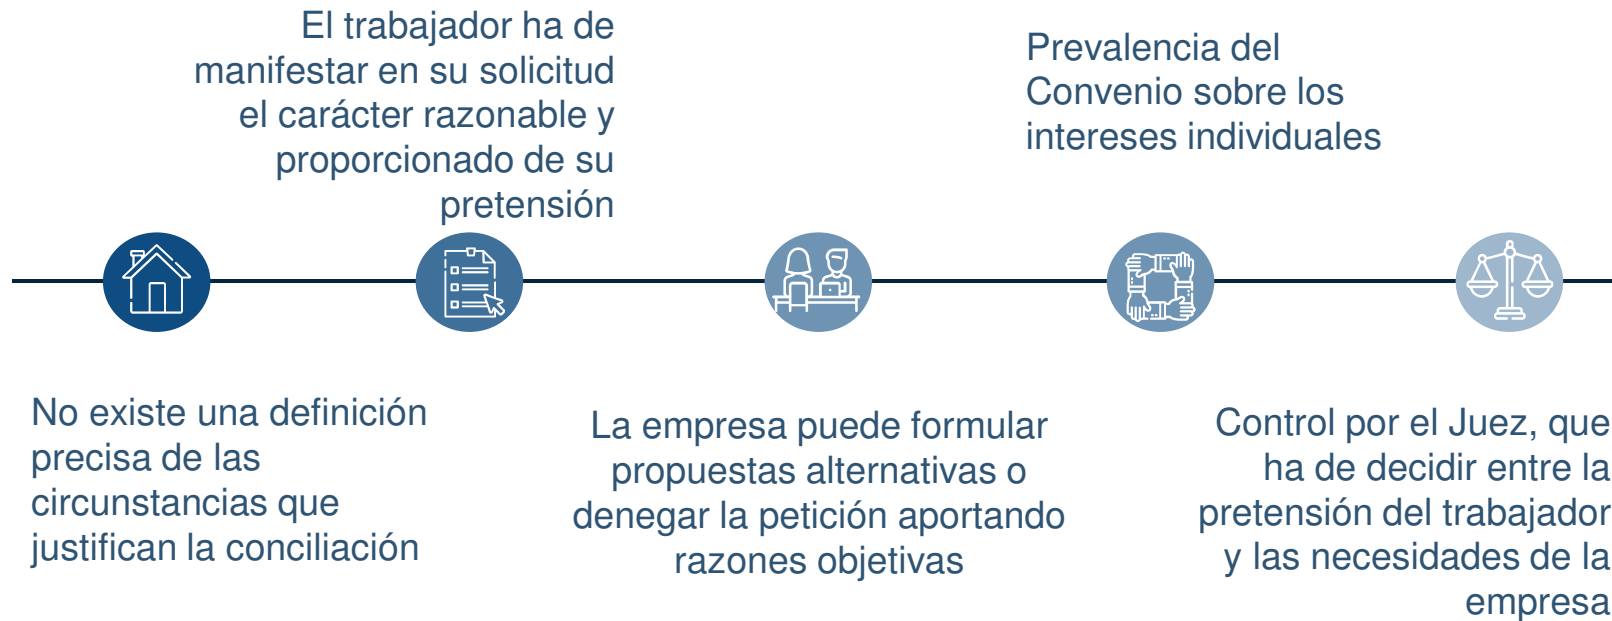 El trabajador ha de
manifestar en su solicitud
el carácter razonable y
proporcionado de su
pretensión
Prevalencia del
Convenio sobre los
intereses individuales
No existe una definición
precisa de las
circunstancias que
justifican la conciliación
La empresa puede formular
propuestas alternativas o
denegar la petición aportando
razones objetivas
Control por el Juez, que
ha de decidir entre la
pretensión del trabajador
y las necesidades de la
empresa